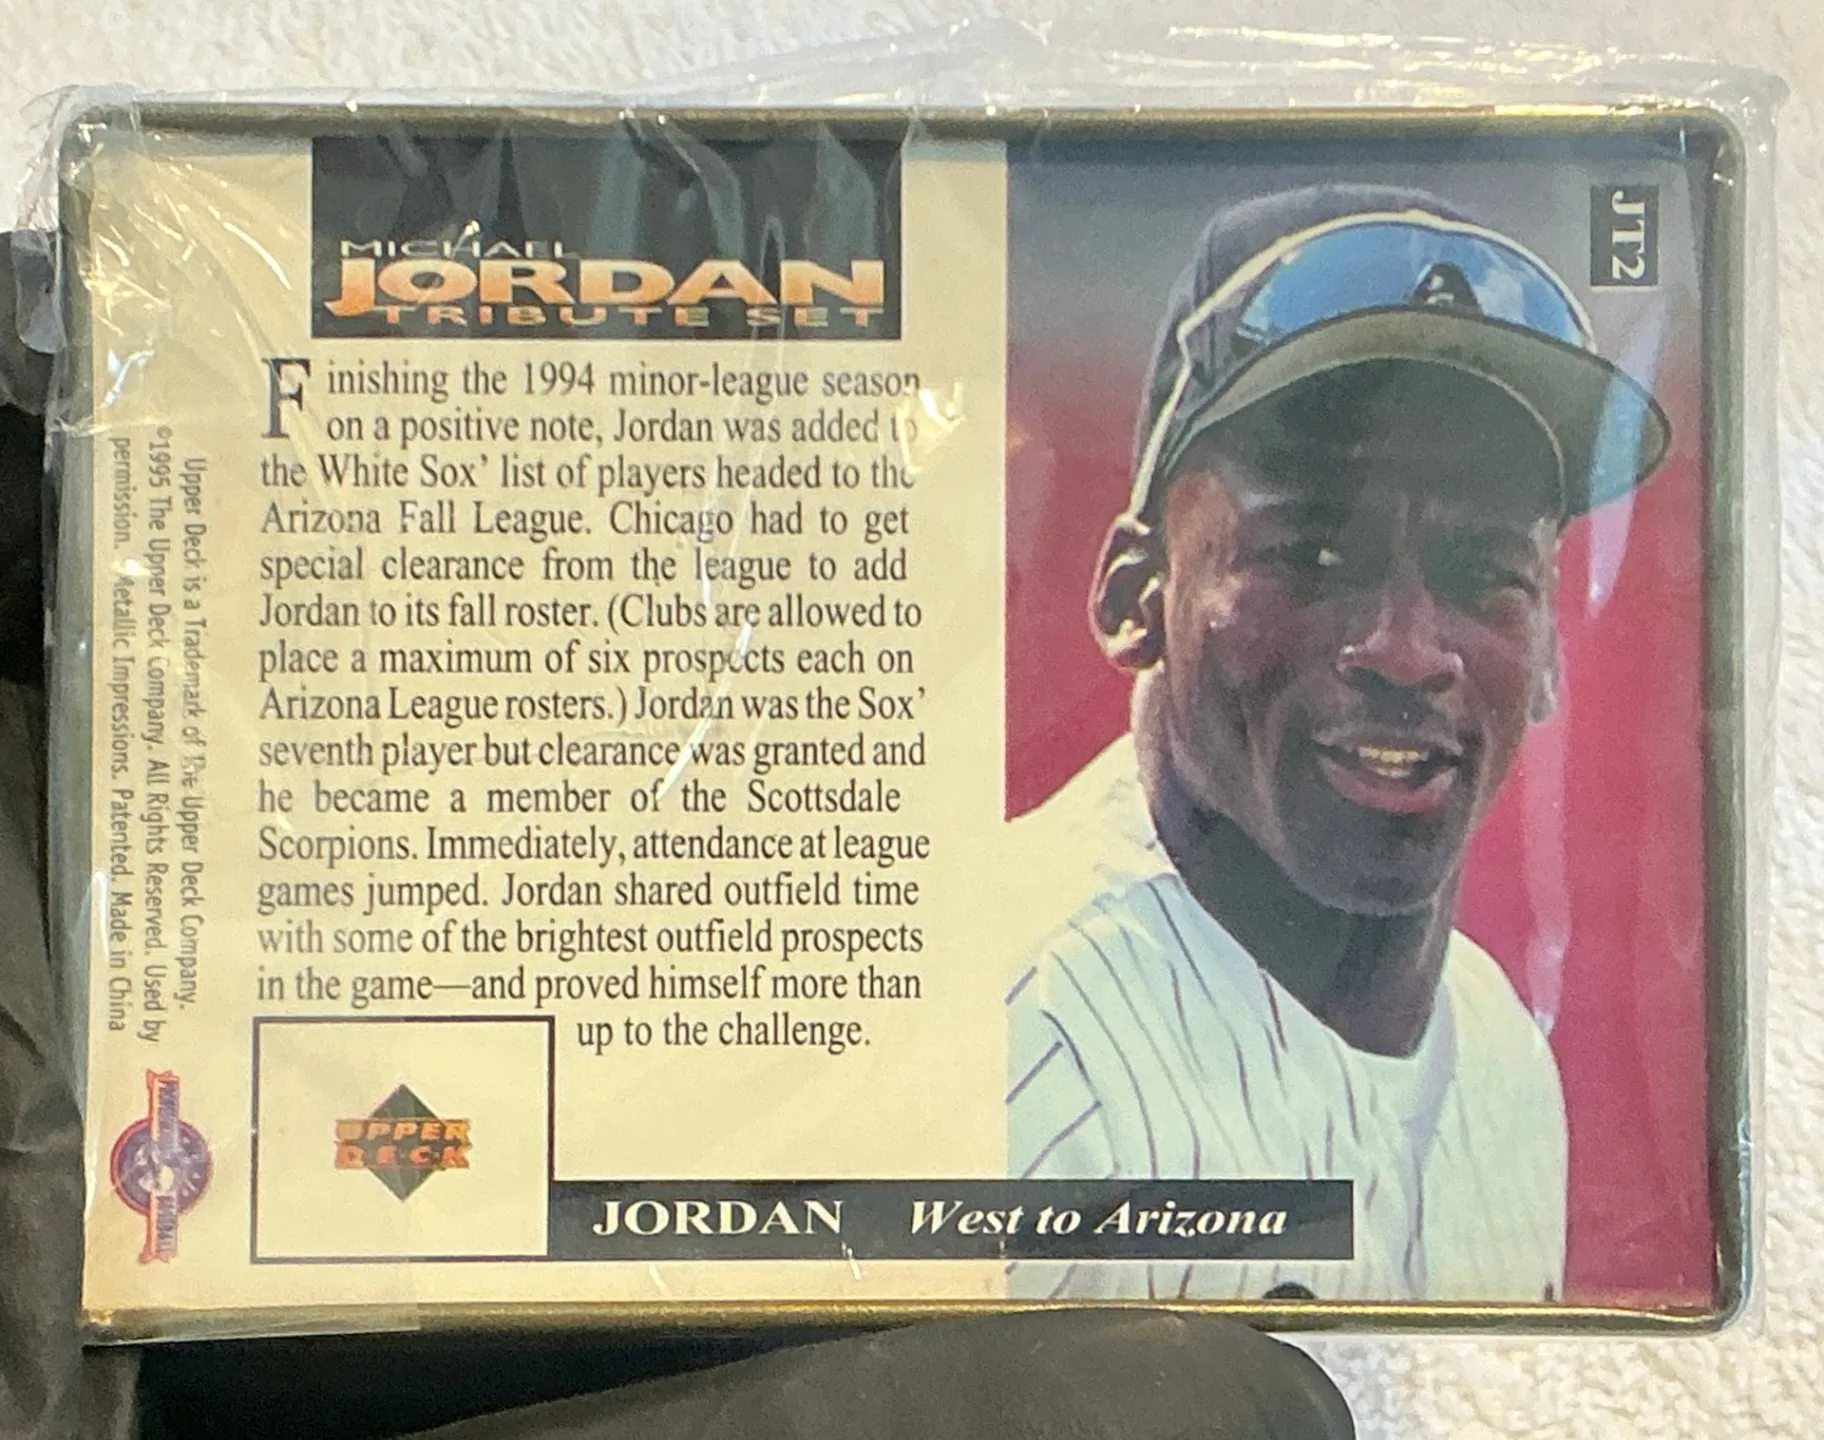 MICHAEL
JORDAN
TRIBUTE SET
JT2
Finishing the 1994 minor-league season
on a positive note, Jordan was added to
the White Sox’ list of players headed to the
Arizona Fall League. Chicago had to get
special clearance from the league to add
Jordan to its fall roster. (Clubs are allowed to
place a maximum of six prospects each on
Arizona League rosters.) Jordan was the Sox’
seventh player but clearance was granted and
he became a member of the Scottsdale
Scorpions. Immediately, attendance at league
games jumped. Jordan shared outfield time
with some of the brightest outfield prospects
in the game—and proved himself more than
up to the challenge.
UPPER
DECK
JORDAN West to Arizona
Upper Deck is a Trademark of The Upper Deck Company.
©1995 The Upper Deck Company. All Rights Reserved. Used by
permission. Metallic Impressions. Patented. Made in China